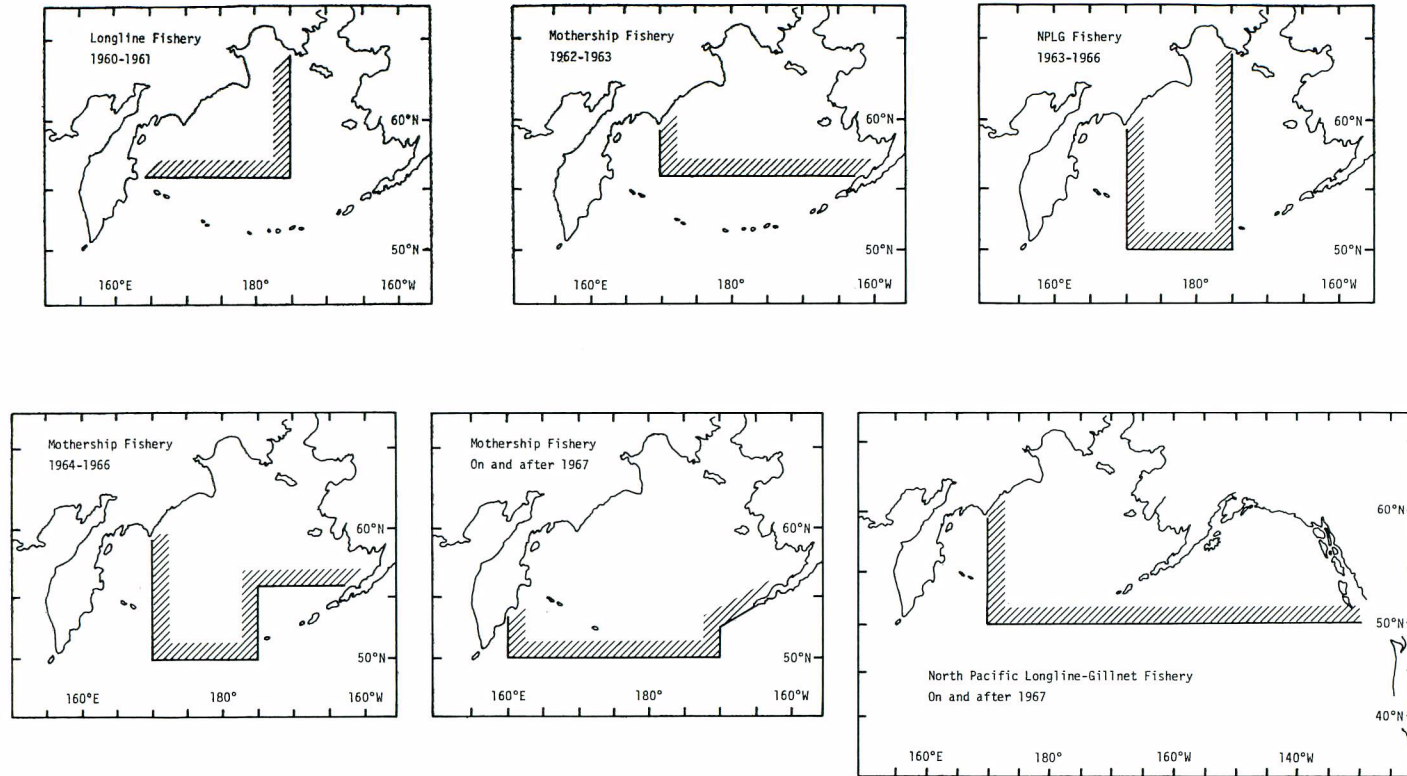 Longline Fishery
1960-1961
60°N
50°N
160°E
180°
160°W
Mothership Fishery
1962-1963
60°N
50°N
160°E
180°
160°W
NPLG Fishery
1963-1966
60°N
50°N
160°E
180°
160°W
Mothership Fishery
1964-1966
60°N
50°N
160°E
180°
160°W
Mothership Fishery
On and after 1967
60°N
50°N
160°E
180°
160°W
60°N
50°N
North Pacific Longline-Gillnet Fishery
On and after 1967
40°N
160°E
180°
160°W
140°W